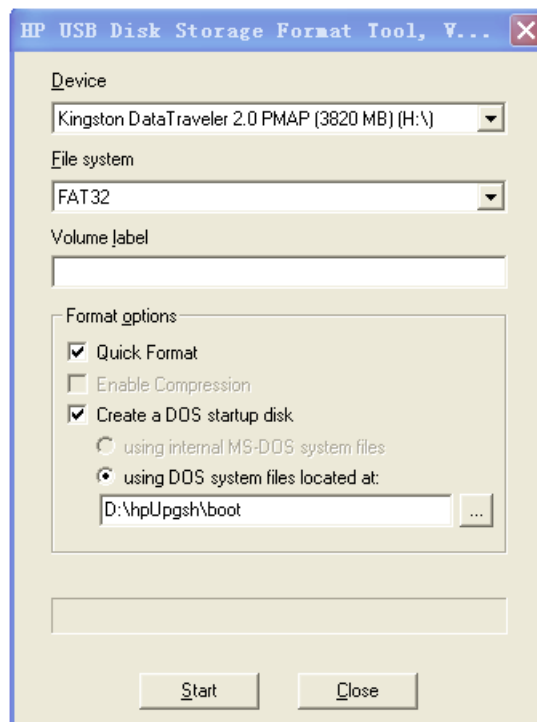 HP USB Disk Storage Format Tool, V...
Device
Kingston DataTraveler 2.0 PMAP (3820 MB) (H:\)
File system
FAT32
Volume label
Format options
Quick Format
Enable Compression
Create a DOS startup disk
using internal MS-DOS system files
using DOS system files located at:
D:\hpUpgsh\boot
...
Start
Close